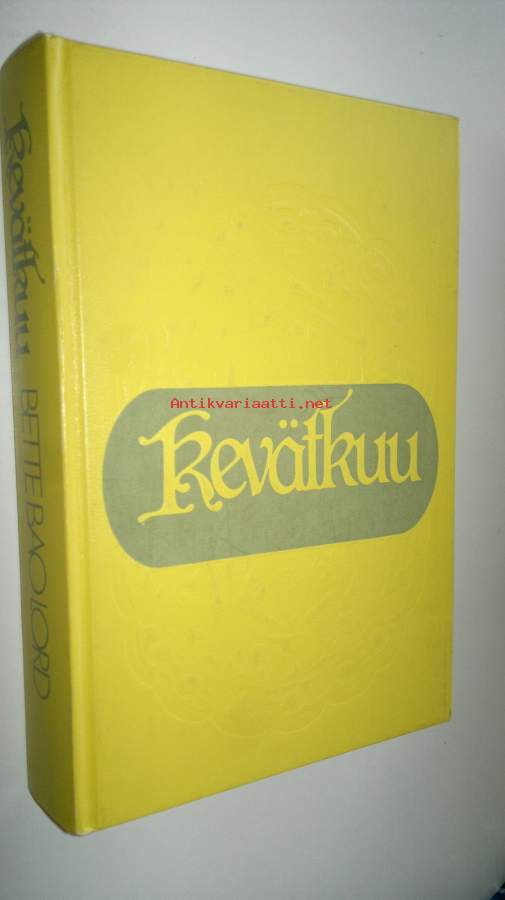 Kevätkuu BETTE BAO LORD
Antikvariaatti.net
Kevätkuu